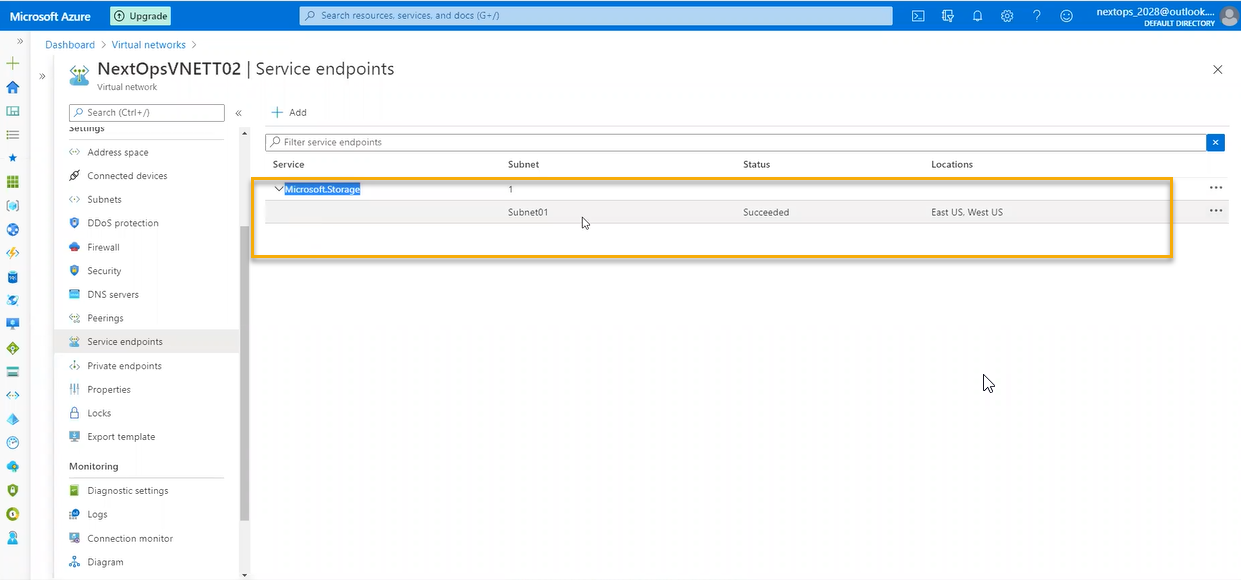 Microsoft Azure
Upgrade
Search resources, services, and docs (G+/)
nextops_2028@outlook....
DEFAULT DIRECTORY
Dashboard > Virtual networks >
NextOpsVNETT02 | Service endpoints
Virtual network
Search (Ctrl+/)
Add
Settings
Filter service endpoints
Address space
Connected devices
Subnets
DDoS protection
Firewall
Security
DNS servers
Peerings
Service endpoints
Private endpoints
Properties
Locks
Export template
Monitoring
Diagnostic settings
Logs
Connection monitor
Diagram
Service Subnet Status Locations
Microsoft.Storage 1
Subnet01 Succeeded East US, West US